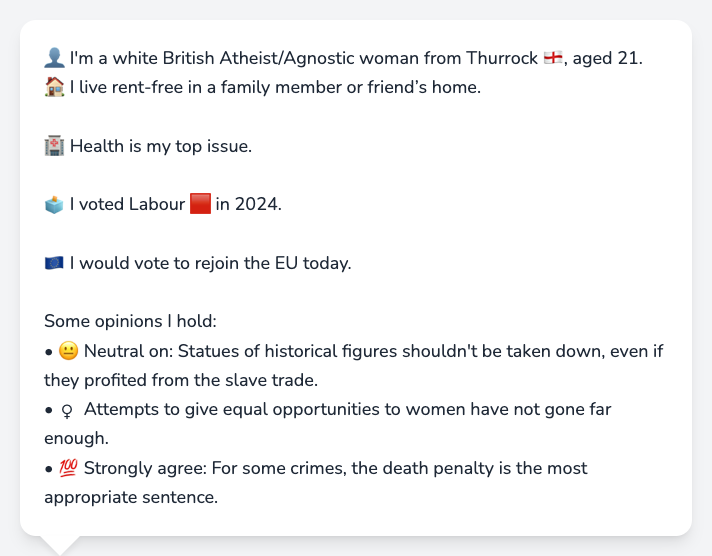 👤 I'm a white British Atheist/Agnostic woman from Thurrock 🏴󠁧󠁢󠁥󠁮󠁧󠁿, aged 21.
🏠 I live rent-free in a family member or friend’s home.
🏥 Health is my top issue.
🗳️ I voted Labour 🟥 in 2024.
🇪🇺 I would vote to rejoin the EU today.
Some opinions I hold:
• 😐 Neutral on: Statues of historical figures shouldn't be taken down, even if
they profited from the slave trade.
• ♀ Attempts to give equal opportunities to women have not gone far
enough.
• 💯 Strongly agree: For some crimes, the death penalty is the most
appropriate sentence.